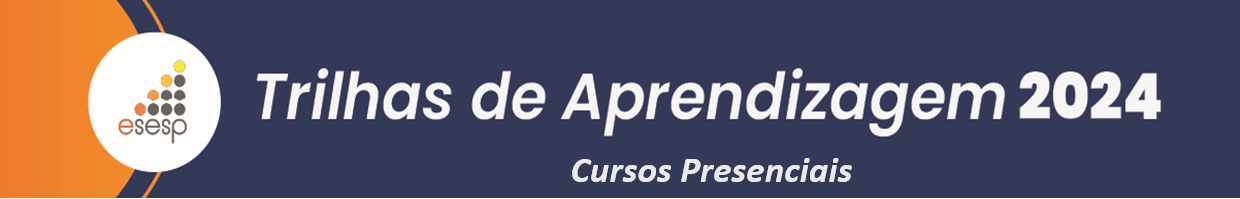 esesp
Trilhas de Aprendizagem 2024
Cursos Presenciais